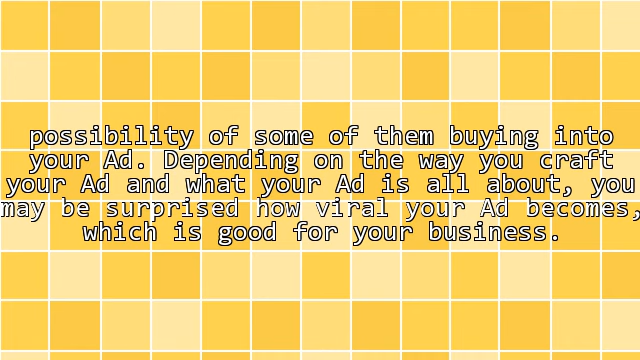 possibility of some of them buying into
your Ad. Depending on the way you craft
your Ad and what your Ad is all about, you
may be surprised how viral your Ad becomes,
which is good for your business.